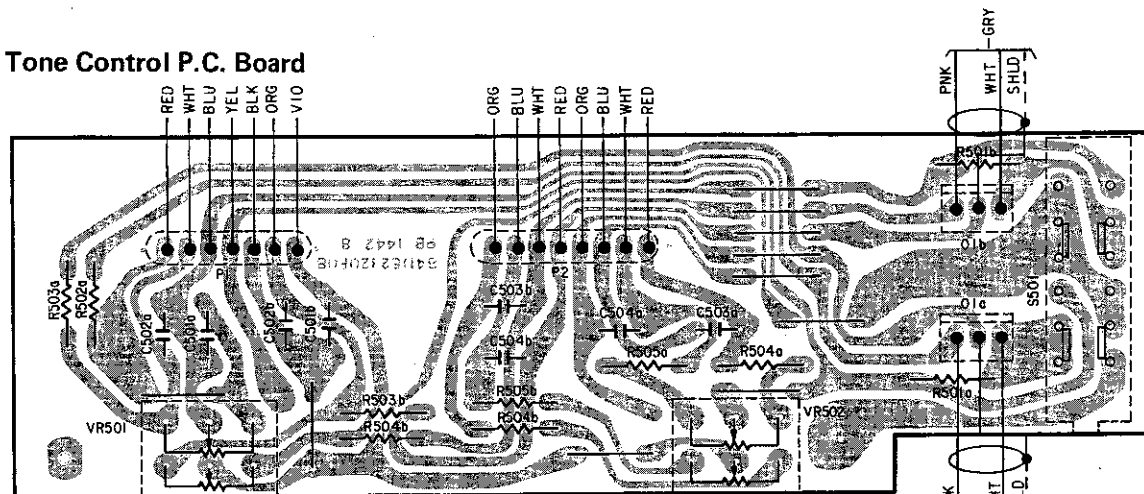 Tone Control P.C. Board
RED WHT BLU YEL BLK ORG VIO
ORG BLU WHT RED ORG BLU WHT RED
GRY
PNK WHT SHLD
R501b
P1
P2
01b
S501
R503a R502a
C502a C501a C502b C501b
C503b
C504a C503a
C504b
R505a R504a
01a
R501a
R505b
R503b
R504b
R504b
VR501
VR502